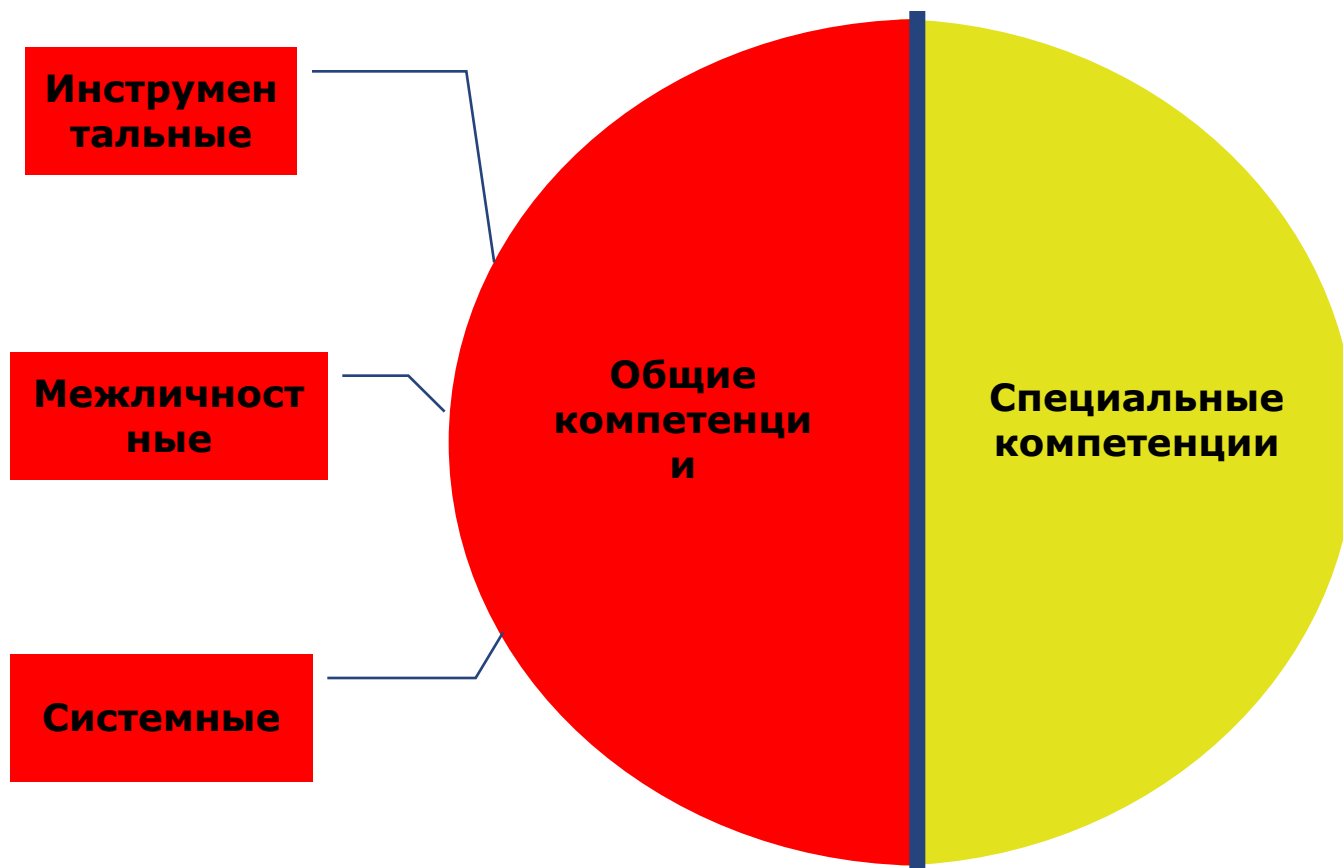 Инструмен
тальные
Межличност
ные
Системные
Общие
компетенци
и
Специальные
компетенции